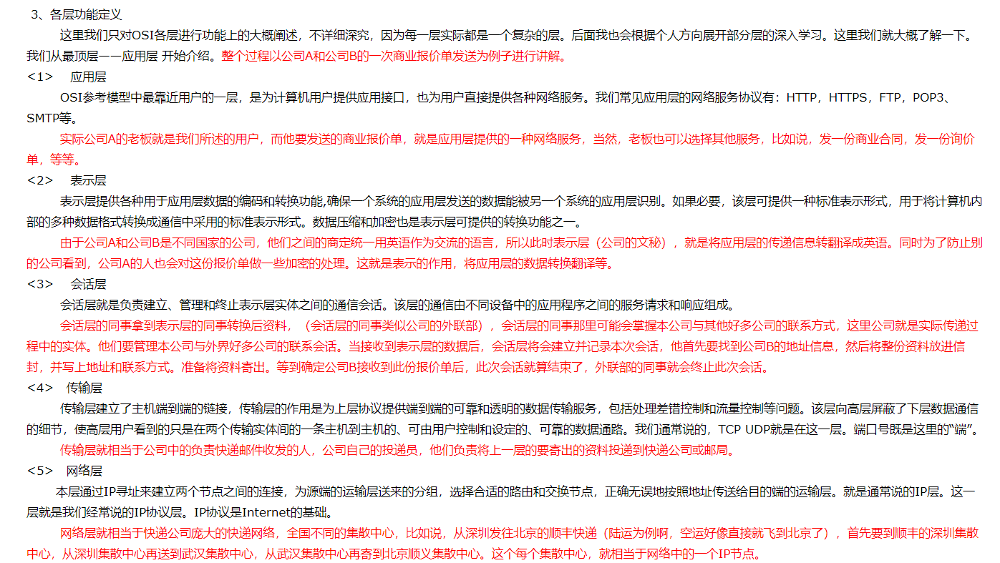 3、各层功能定义
这里我们只对OSI各层进行功能上的大概阐述，不详细深究，因为每一层实际都是一个复杂的层。后面我也会根据个人方向展开部分层的深入学习。这里我们就大概了解一下。
我们从最顶层——应用层 开始介绍。整个过程以公司A和公司B的一次商业报价单发送为例子进行讲解。
<1> 应用层
OSI参考模型中最靠近用户的一层，是为计算机用户提供应用接口，也为用户直接提供各种网络服务。我们常见应用层的网络服务协议有：HTTP，HTTPS，FTP，POP3、
SMTP等。
实际公司A的老板就是我们所述的用户，而他要发送的商业报价单，就是应用层提供的一种网络服务，当然，老板也可以选择其他服务，比如说，发一份商业合同，发一份询价
单，等等。
<2> 表示层
表示层提供各种用于应用层数据的编码和转换功能,确保一个系统的应用层发送的数据能被另一个系统的应用层识别。如果必要，该层可提供一种标准表示形式，用于将计算机内
部的多种数据格式转换成通信中采用的标准表示形式。数据压缩和加密也是表示层可提供的转换功能之一。
由于公司A和公司B是不同国家的公司，他们之间的商定统一用英语作为交流的语言，所以此时表示层（公司的文秘），就是将应用层的传递信息转翻译成英语。同时为了防止别
的公司看到，公司A的人也会对这份报价单做一些加密的处理。这就是表示的作用，将应用层的数据转换翻译等。
<3> 会话层
会话层就是负责建立、管理和终止表示层实体之间的通信会话。该层的通信由不同设备中的应用程序之间的服务请求和响应组成。
会话层的同事拿到表示层的同事转换后资料，（会话层的同事类似公司的外联部），会话层的同事那里可能会掌握本公司与其他好多公司的联系方式，这里公司就是实际传递过
程中的实体。他们要管理本公司与外界好多公司的联系会话。当接收到表示层的数据后，会话层将会建立并记录本次会话，他首先要找到公司B的地址信息，然后将整份资料放进信
封，并写上地址和联系方式。准备将资料寄出。等到确定公司B接收到此份报价单后，此次会话就算结束了，外联部的同事就会终止此次会话。
<4> 传输层
传输层建立了主机端到端的链接，传输层的作用是为上层协议提供端到端的可靠和透明的数据传输服务，包括处理差错控制和流量控制等问题。该层向高层屏蔽了下层数据通信
的细节，使高层用户看到的只是在两个传输实体间的一条主机到主机的、可由用户控制和设定的、可靠的数据通路。我们通常说的，TCP UDP就是在这一层。端口号既是这里的“端”。
传输层就相当于公司中的负责快递邮件收发的人，公司自己的投递员，他们负责将上一层的要寄出的资料投递到快递公司或邮局。
<5> 网络层
本层通过IP寻址来建立两个节点之间的连接，为源端的运输层送来的分组，选择合适的路由和交换节点，正确无误地按照地址传送给目的端的运输层。就是通常说的IP层。这一
层就是我们经常说的IP协议层。IP协议是Internet的基础。
网络层就相当于快递公司庞大的快递网络，全国不同的集散中心，比如说，从深圳发往北京的顺丰快递（陆运为例啊，空运好像直接就飞到北京了），首先要到顺丰的深圳集散
中心，从深圳集散中心再送到武汉集散中心，从武汉集散中心再寄到北京顺义集散中心。这个每个集散中心，就相当于网络中的一个IP节点。